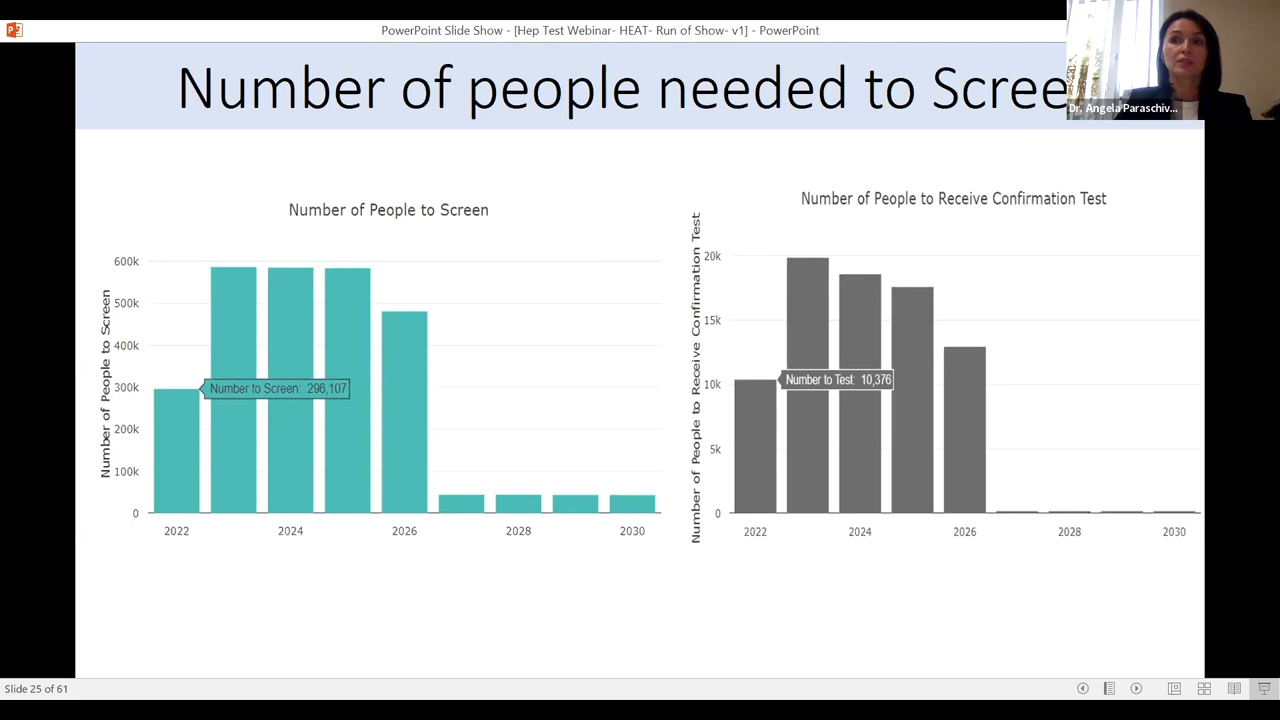 PowerPoint Slide Show - [Hep Test Webinar- HEAT- Run of Show- v1] - PowerPoint
Dr. Angela Paraschiv...
Number of people needed to Scree
Number of People to Screen
Number of People to Screen
600k
500k
400k
300k
200k
100k
0
Number to Screen: 296,107
2022 2024 2026 2028 2030
Number of People to Receive Confirmation Test
Number of People to Receive Confirmation Test
20k
15k
10k
5k
0
Number to Test: 10,376
2022 2024 2026 2028 2030
Slide 25 of 61